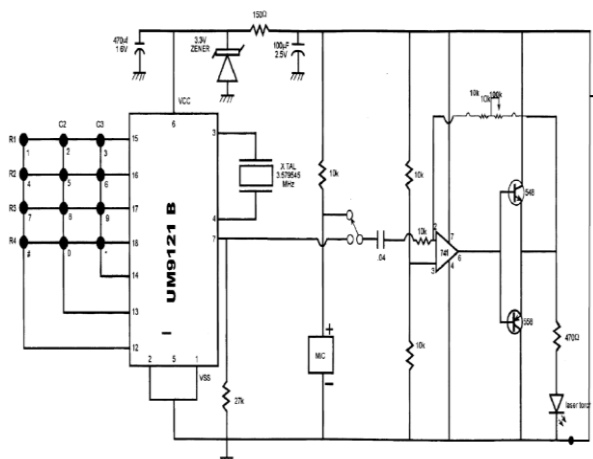 150Ω
470uf
1.6V
3.3V
ZENER
100μF
2.5V
VCC
6
R1
C2
C3
1
2
3
15
3
R2
4
5
6
16
X TAL
3.579545
MHz
R3
7
8
9
17
4
R4
#
0
*
18
7
14
13
12
UM9121 B
2
5
1
VSS
27k
10k
+
MIC
-
.04
10k
10k
10k
10k
10k
100k
2
7
741
6
3
4
548
558
470Ω
laser torch